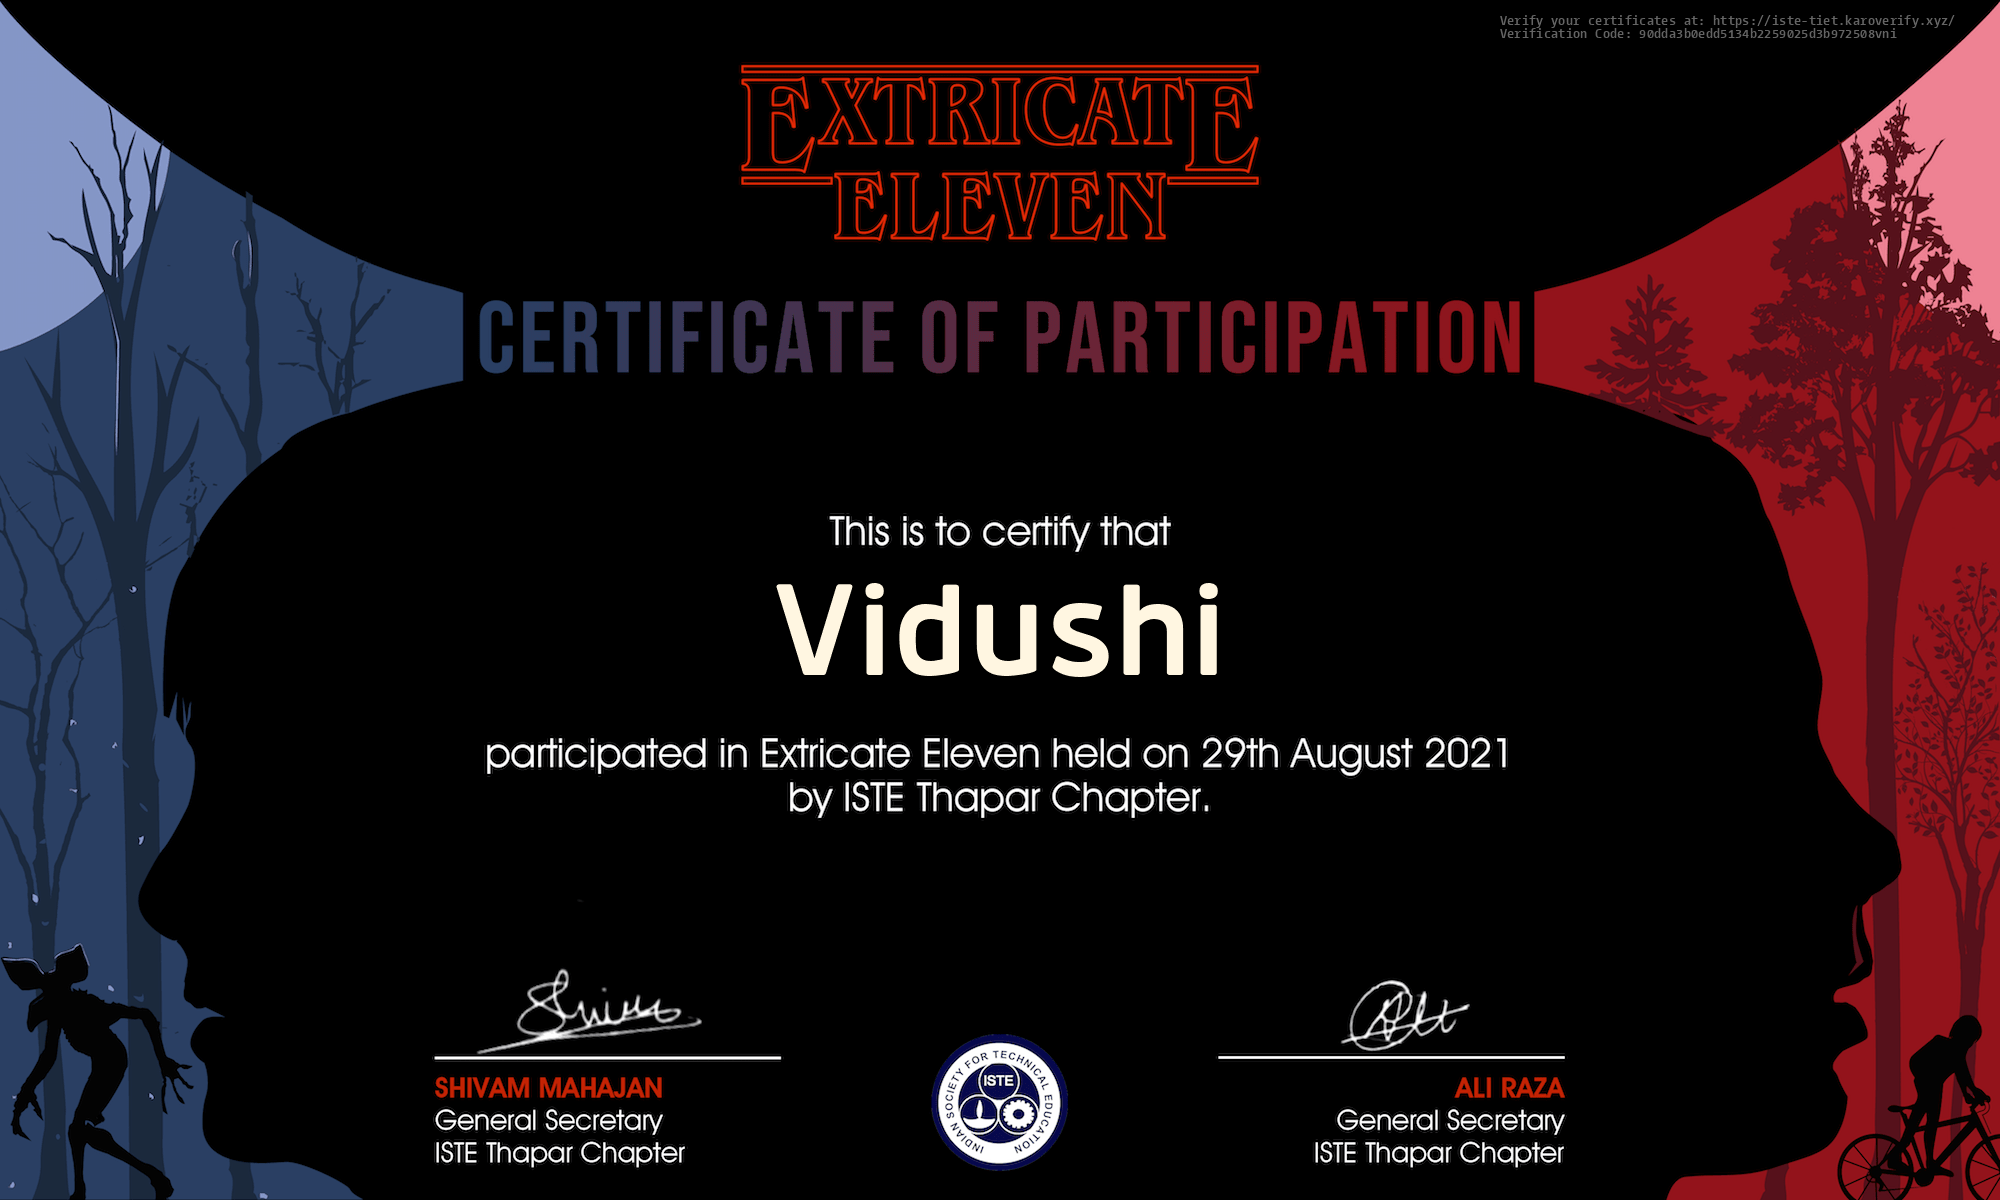 Verify your certificates at: https://iste-tiet.karoverify.xyz/
Verification Code: 90dda3b0edd5134b2259025d3b972508vni
EXTRICATE
ELEVEN
CERTIFICATE OF PARTICIPATION
This is to certify that
Vidushi
participated in Extricate Eleven held on 29th August 2021
by ISTE Thapar Chapter.
SHIVAM MAHAJAN
General Secretary
ISTE Thapar Chapter
INDIAN SOCIETY FOR TECHNICAL EDUCATION
ISTE
ALI RAZA
General Secretary
ISTE Thapar Chapter